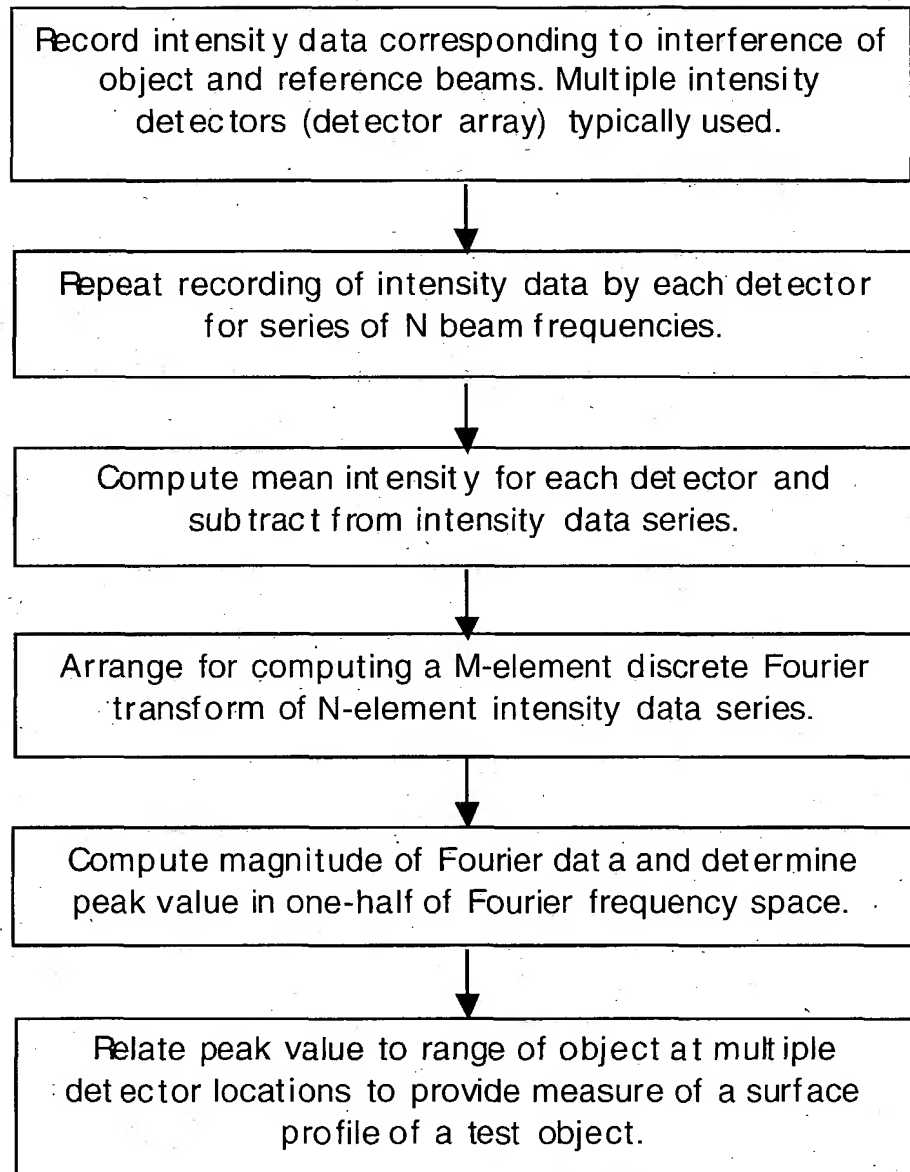 Record intensity data corresponding to interference of
object and reference beams. Multiple intensity
detectors (detector array) typically used.
Repeat recording of intensity data by each detector
for series of N beam frequencies.
Compute mean intensity for each detector and
subtract from intensity data series.
Arrange for computing a M-element discrete Fourier
transform of N-element intensity data series.
Compute magnitude of Fourier data and determine
peak value in one-half of Fourier frequency space.
Relate peak value to range of object at multiple
detector locations to provide measure of a surface
profile of a test object.